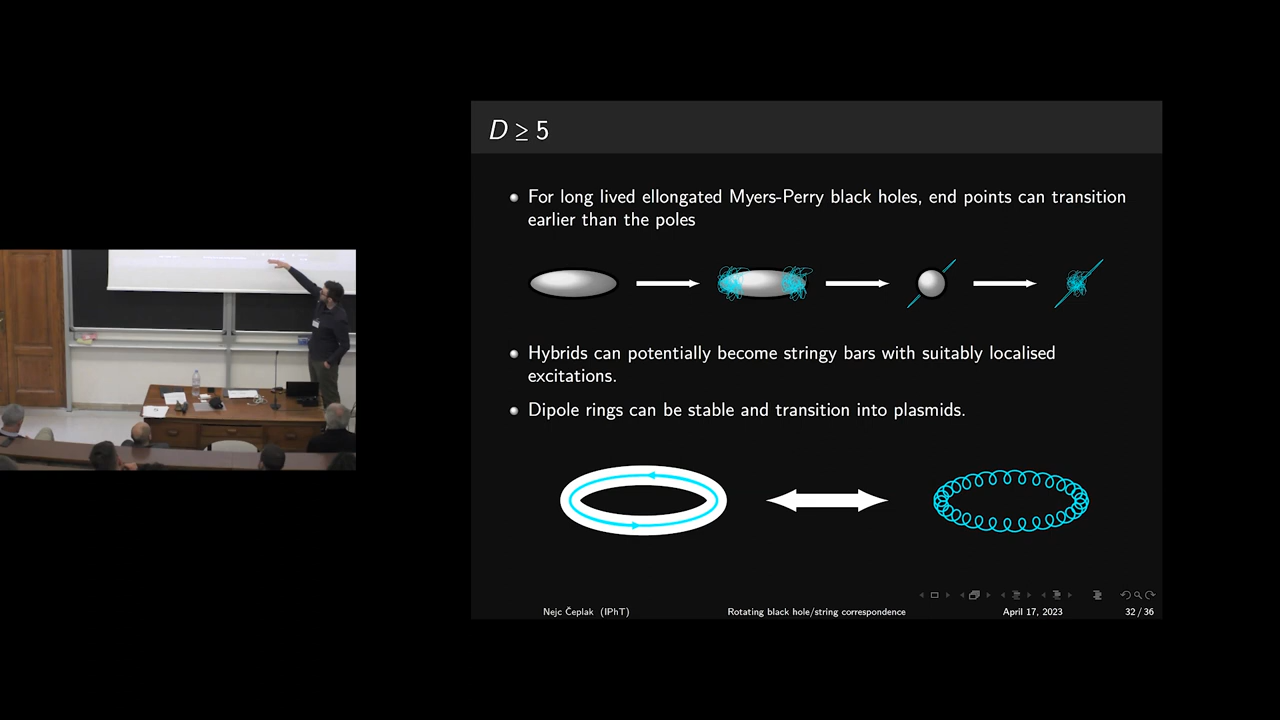 D ≥ 5
For long lived ellongated Myers-Perry black holes, end points can transition
earlier than the poles
Hybrids can potentially become stringy bars with suitably localised
excitations.
Dipole rings can be stable and transition into plasmids.
Nejc Čeplak (IPhT) Rotating black hole/string correspondence April 17, 2023 32 / 36